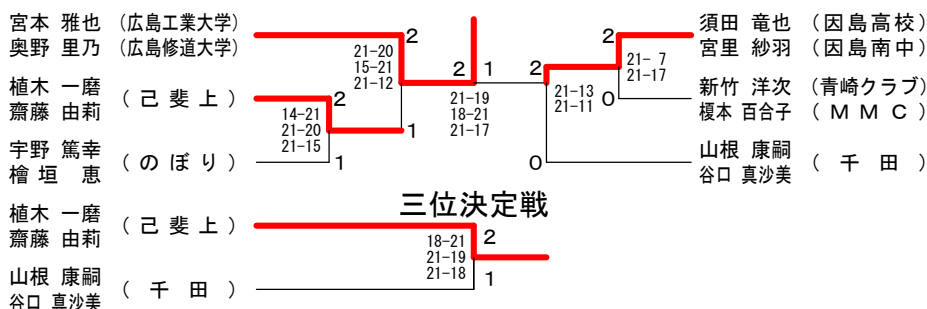 宮本 雅也 (広島工業大学)
奥野 里乃 (広島修道大学)
植木 一磨
齋藤 由莉
( 己 斐 上 )
宇野 篤幸
檜 垣 恵
( の ぼ り )
21-20
15-21
21-12
2
14-21
21-20
21-15
2
1
1
2
1
21-19
18-21
21-17
2
0
21-13
21-11
2
0
21- 7
21-17
須田 竜也 (因島高校)
宮里 紗羽 (因島南中)
新竹 洋次 (青崎クラブ)
榎本 百合子 ( M M C )
山根 康嗣
谷口 真沙美
( 千 田 )
三位決定戦
植木 一磨
齋藤 由莉
( 己 斐 上 )
山根 康嗣
谷口 真沙美
( 千 田 )
18-21
21-19
21-18
2
1